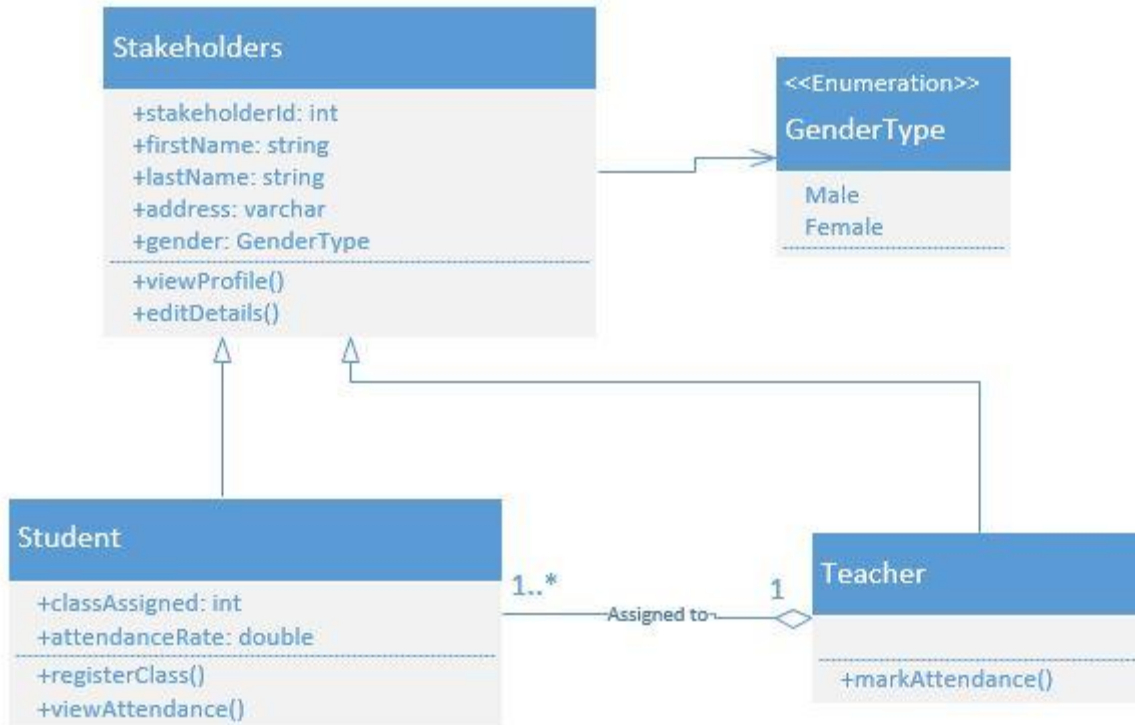 Stakeholders
+stakeholderId: int
+firstName: string
+lastName: string
+address: varchar
+gender: GenderType
+viewProfile()
+editDetails()
<<Enumeration>>
GenderType
Male
Female
Student
+classAssigned: int
+attendanceRate: double
+registerClass()
+viewAttendance()
1..*
Assigned to
1
Teacher
+markAttendance()